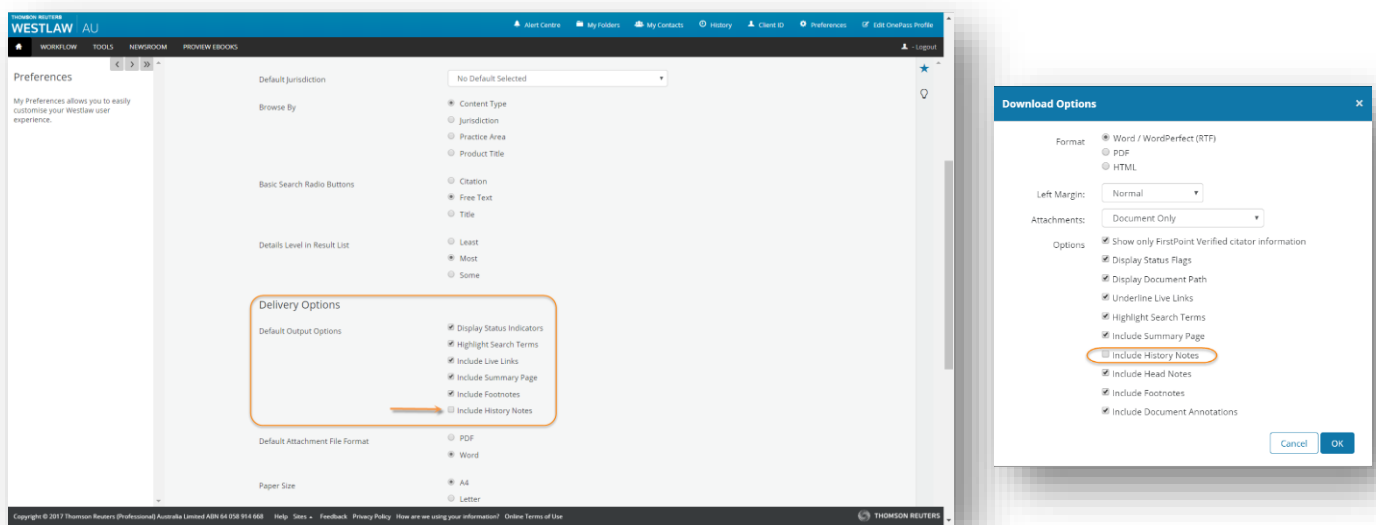 THOMSON REUTERS
WESTLAW AU
Alert Centre My Folders My Contacts History Client ID Preferences Edit OnePass Profile
WORKFLOW TOOLS NEWSROOM PROVIEW EBOOKS - Logout
Preferences
My Preferences allows you to easily
customise your Westlaw user
experience.
Default Jurisdiction No Default Selected
Browse By Content Type
Jurisdiction
Practice Area
Product Title
Basic Search Radio Buttons Citation
Free Text
Title
Details Level in Result List Least
Most
Some
Delivery Options
Default Output Options Display Status Indicators
Highlight Search Terms
Include Live Links
Include Summary Page
Include Footnotes
Include History Notes
Default Attachment File Format PDF
Word
Paper Size A4
Letter
Copyright © 2017 Thomson Reuters (Professional) Australia Limited ABN 64 058 914 668 Help Sites Feedback Privacy Policy How are we using your information? Online Terms of Use THOMSON REUTERS
Download Options
Format Word / WordPerfect (RTF)
PDF
HTML
Left Margin: Normal
Attachments: Document Only
Options Show only FirstPoint Verified citator information
Display Status Flags
Display Document Path
Underline Live Links
Highlight Search Terms
Include Summary Page
Include History Notes
Include Head Notes
Include Footnotes
Include Document Annotations
Cancel OK